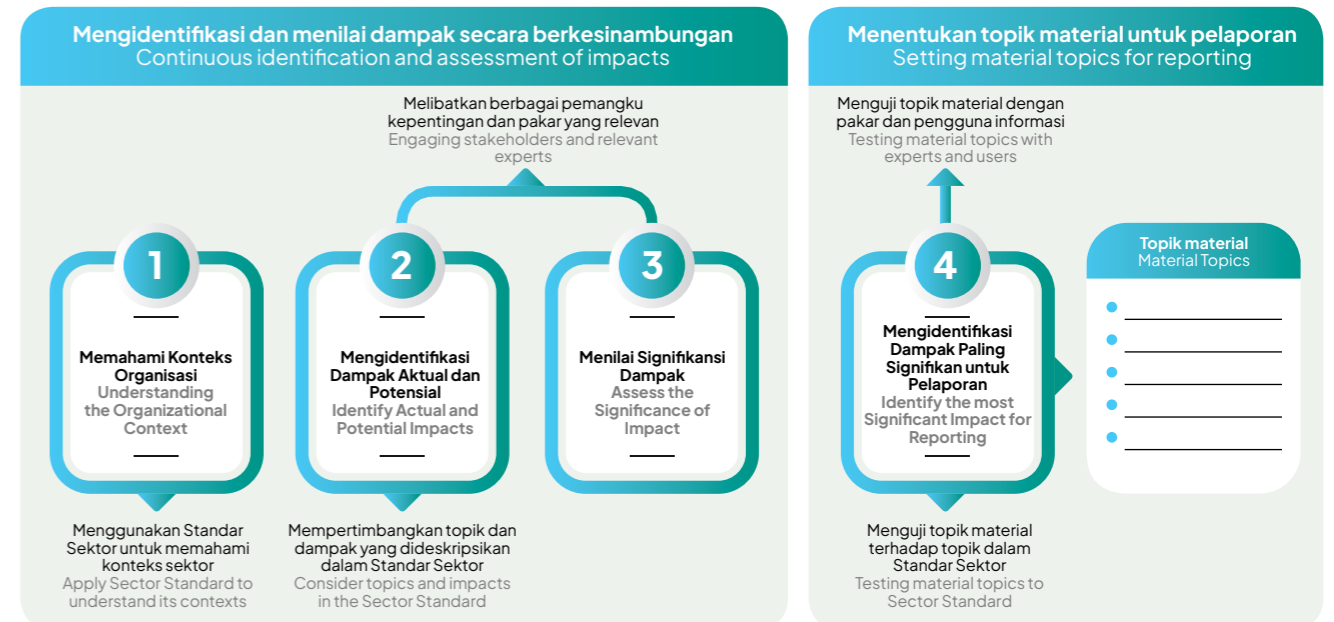 Mengidentifikasi dan menilai dampak secara berkesinambungan
Continuous identification and assessment of impacts
Melibatkan berbagai pemangku
kepentingan dan pakar yang relevan
Engaging stakeholders and relevant
experts
1
Memahami Konteks
Organisasi
Understanding
the Organizational
Context
Menggunakan Standar
Sektor untuk memahami
konteks sektor
Apply Sector Standard to
understand its contexts
2
Mengidentifikasi
Dampak Aktual dan
Potensial
Identify Actual and
Potential Impacts
Mempertimbangkan topik dan
dampak yang dideskripsikan
dalam Standar Sektor
Consider topics and impacts
in the Sector Standard
3
Menilai Signifikansi
Dampak
Assess the
Significance of
Impact
Menentukan topik material untuk pelaporan
Setting material topics for reporting
Menguji topik material dengan
pakar dan pengguna informasi
Testing material topics with
experts and users
4
Mengidentifikasi
Dampak Paling
Signifikan untuk
Pelaporan
Identify the most
Significant Impact for
Reporting
Menguji topik material
terhadap topik dalam
Standar Sektor
Testing material topics to
Sector Standard
Topik material
Material Topics